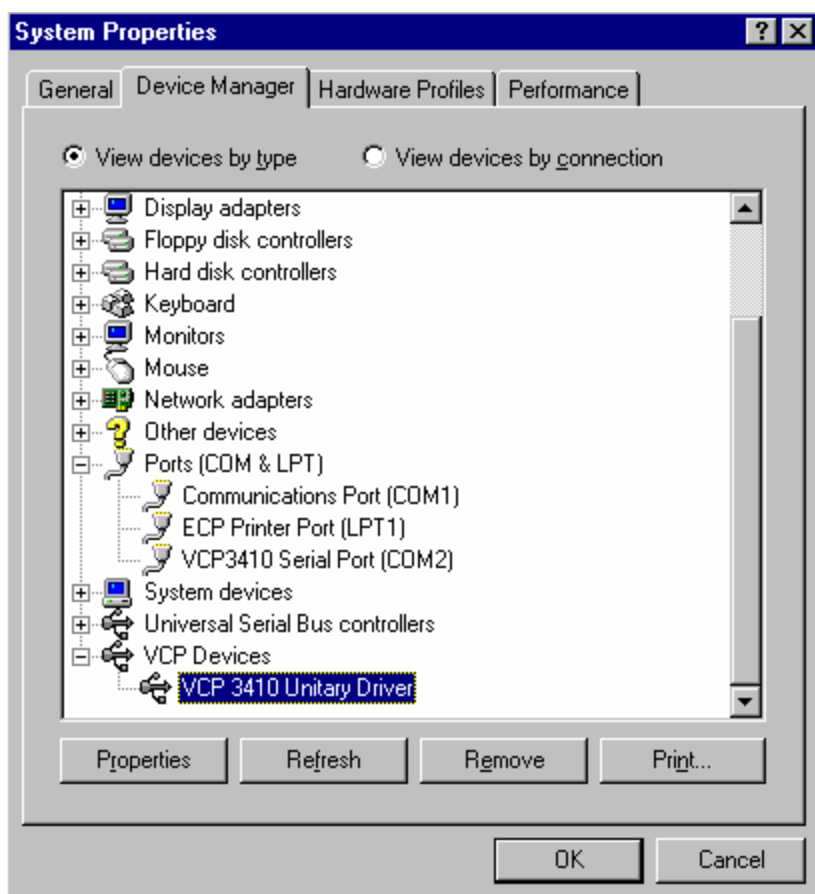 System Properties
General Device Manager Hardware Profiles Performance
View devices by type View devices by connection
Display adapters
Floppy disk controllers
Hard disk controllers
Keyboard
Monitors
Mouse
Network adapters
Other devices
Ports (COM & LPT)
Communications Port (COM1)
ECP Printer Port (LPT1)
VCP3410 Serial Port (COM2)
System devices
Universal Serial Bus controllers
VCP Devices
VCP 3410 Unitary Driver
Properties Refresh Remove Print...
OK Cancel